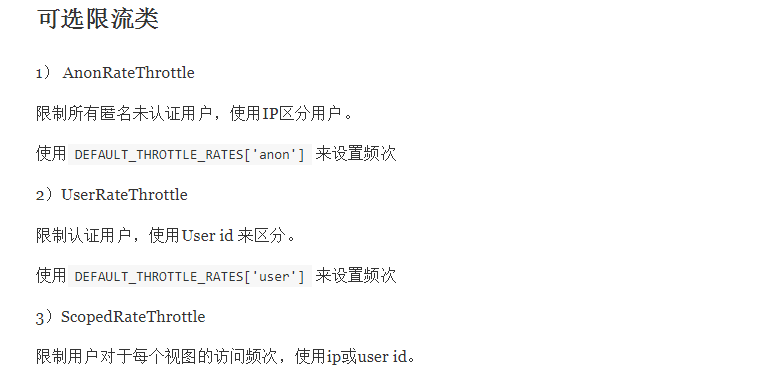 可选限流类
1） AnonRateThrottle
限制所有匿名未认证用户，使用IP区分用户。
使用 DEFAULT_THROTTLE_RATES['anon'] 来设置频次
2）UserRateThrottle
限制认证用户，使用User id 来区分。
使用 DEFAULT_THROTTLE_RATES['user'] 来设置频次
3）ScopedRateThrottle
限制用户对于每个视图的访问频次，使用ip或user id。